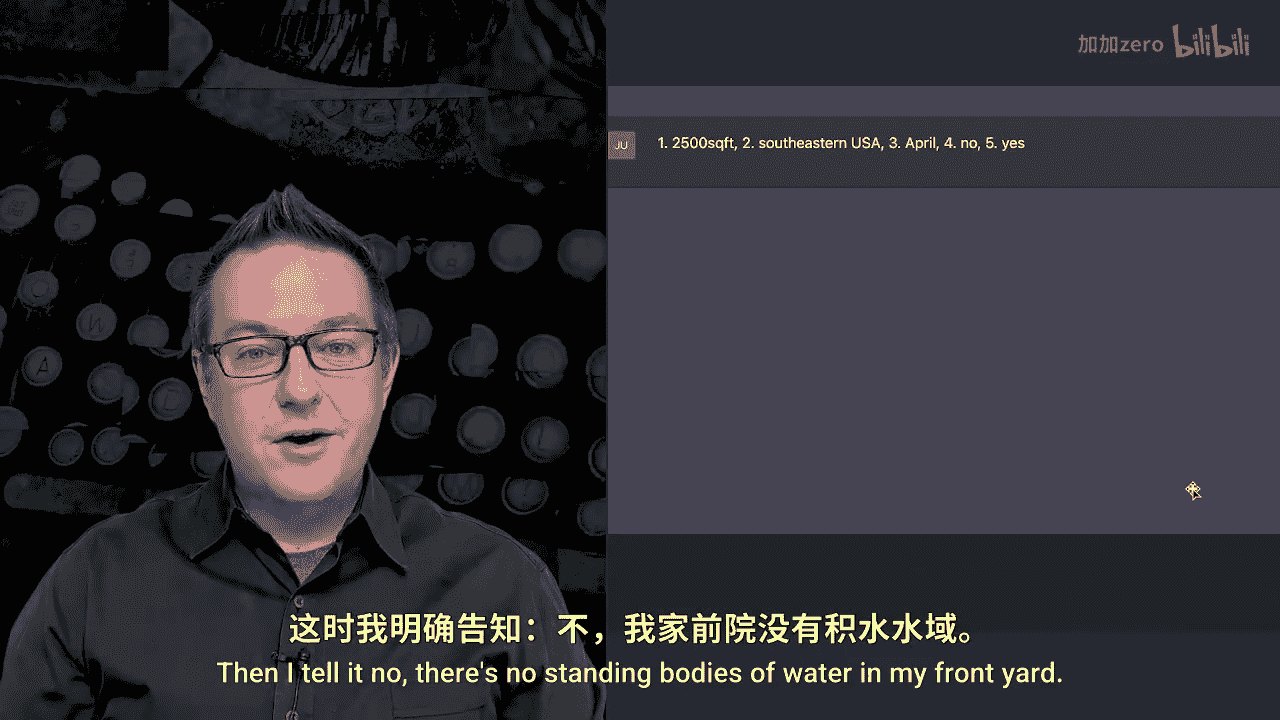 加加zero bilibili
JU 1. 2500sqft, 2. southeastern USA, 3. April, 4. no, 5. yes
这时我明确告知：不，我家前院没有积水水域。
Then I tell it no, there's no standing bodies of water in my front yard.